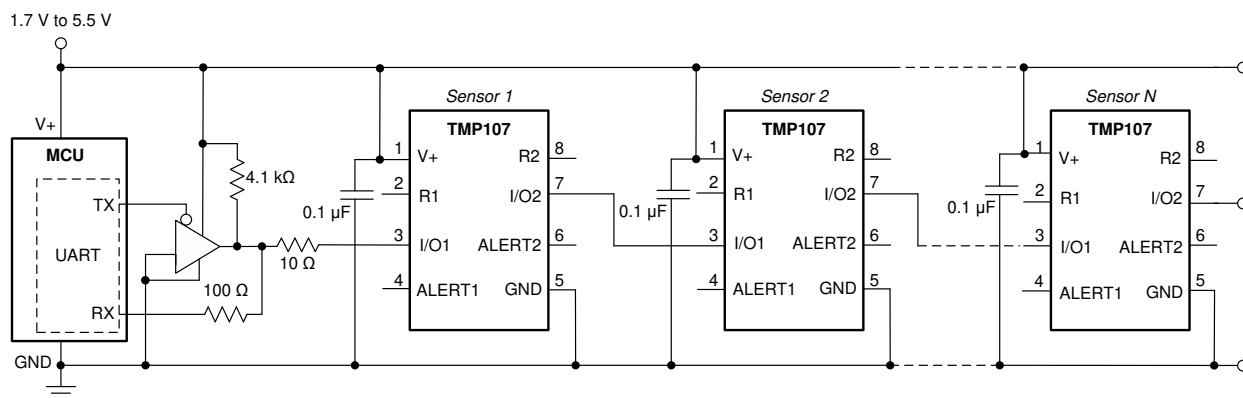 1.7 V to 5.5 V
V+
MCU
TX
UART
RX
GND
4.1 kΩ
10 Ω
100 Ω
0.1 µF
Sensor 1
TMP107
1 V+
2 R1
3 I/O1
4 ALERT1
R2 8
I/O2 7
ALERT2 6
GND 5
0.1 µF
Sensor 2
TMP107
1 V+
2 R1
3 I/O1
4 ALERT1
R2 8
I/O2 7
ALERT2 6
GND 5
0.1 µF
Sensor N
TMP107
1 V+
2 R1
3 I/O1
4 ALERT1
R2 8
I/O2 7
ALERT2 6
GND 5